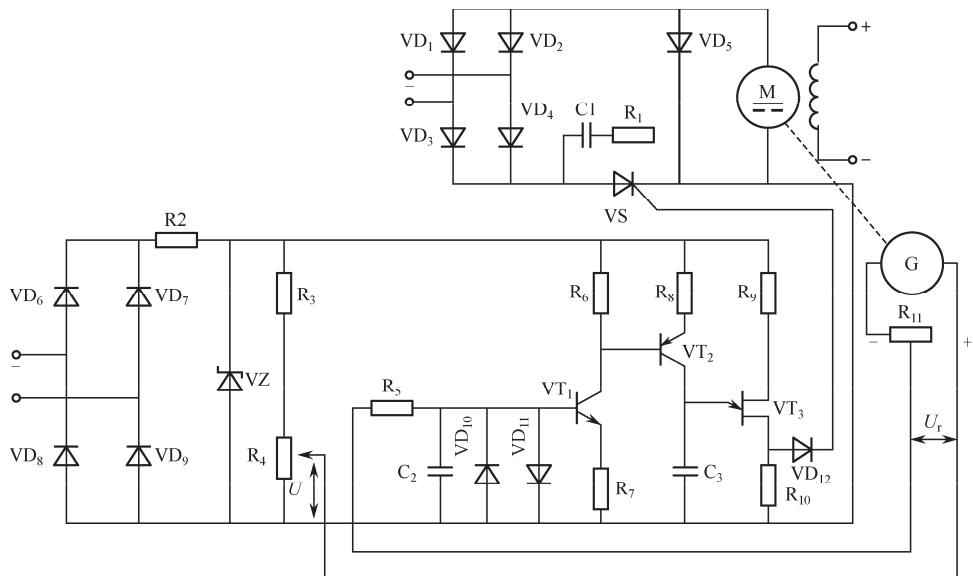 VD₁ VD₂ VD₅ M +
VD₃ VD₄ C1 R₁ −
VS
R2
G
VD₆ VD₇ R₃ R₆ R₈ R₉ R₁₁
− +
VT₂
VZ R₅ VT₁ VT₃
VD₈ VD₉ R₄ VD₁₀ VD₁₁ Uᵣ
U C₂ R₇ C₃ VD₁₂
R₁₀